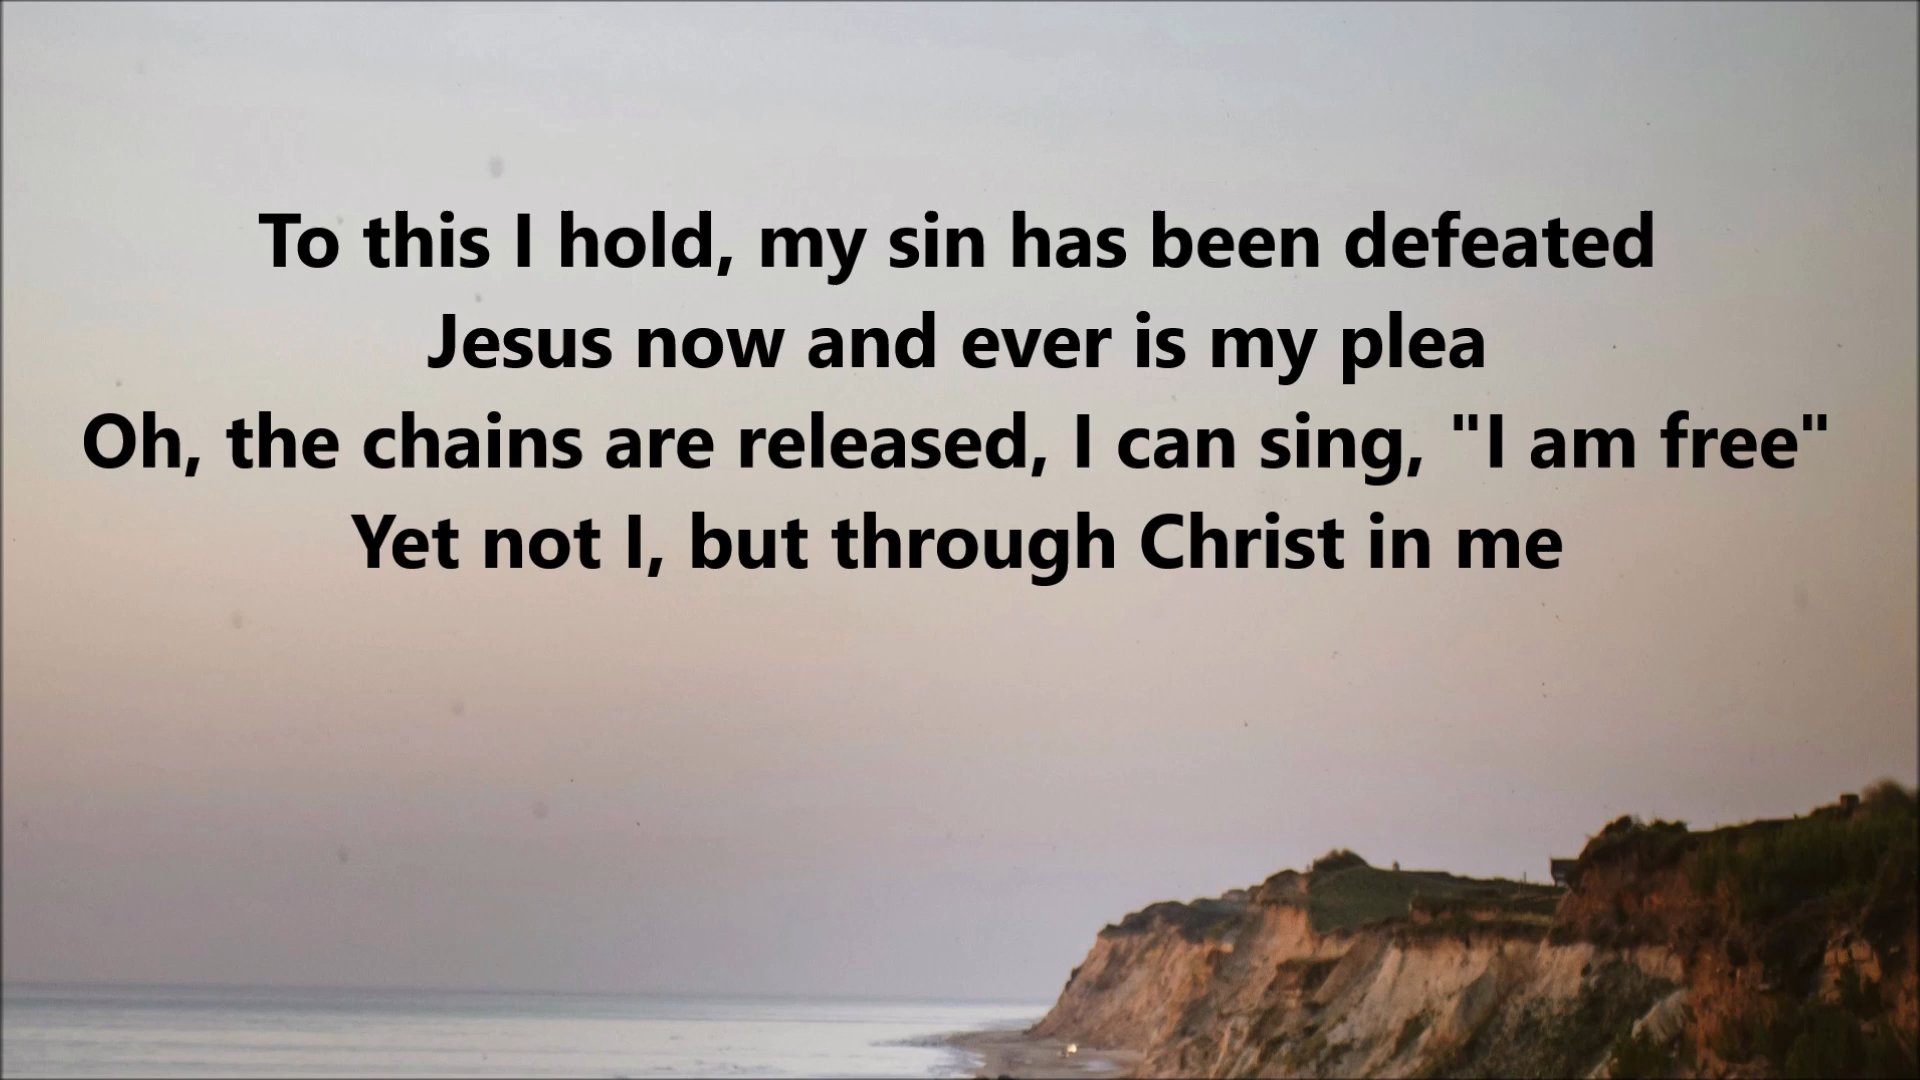 To this I hold, my sin has been defeated
Jesus now and ever is my plea
Oh, the chains are released, I can sing, "I am free"
Yet not I, but through Christ in me